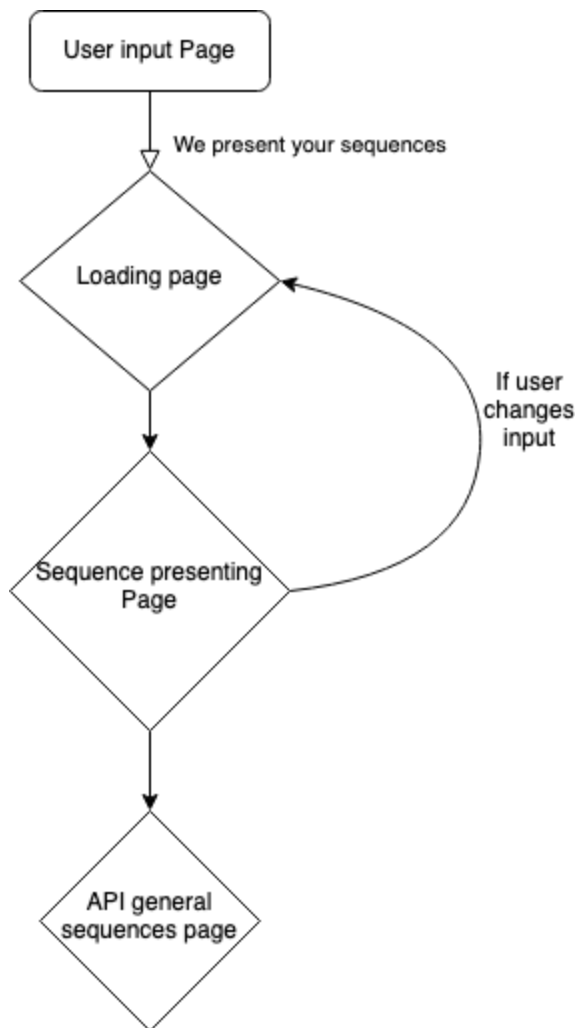 User input Page
We present your sequences
Loading page
If user
changes
input
Sequence presenting
Page
API general
sequences page